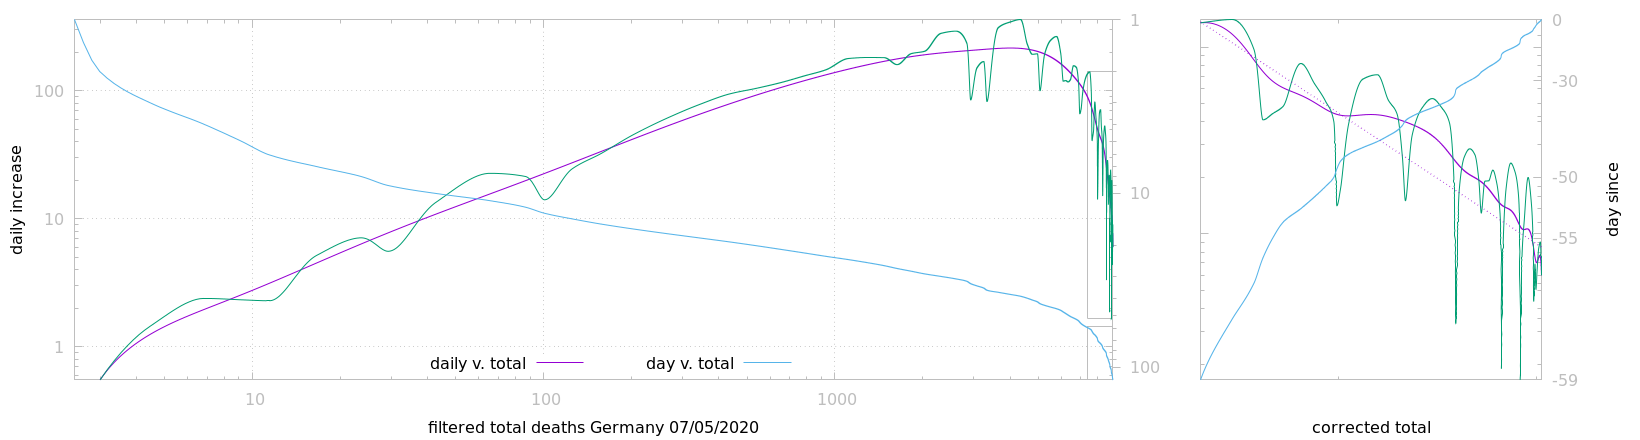 daily increase
100
10
1
10
100
1000
1
10
100
daily v. total
day v. total
filtered total deaths Germany 07/05/2020
0
-30
-50
-55
-59
day since
corrected total